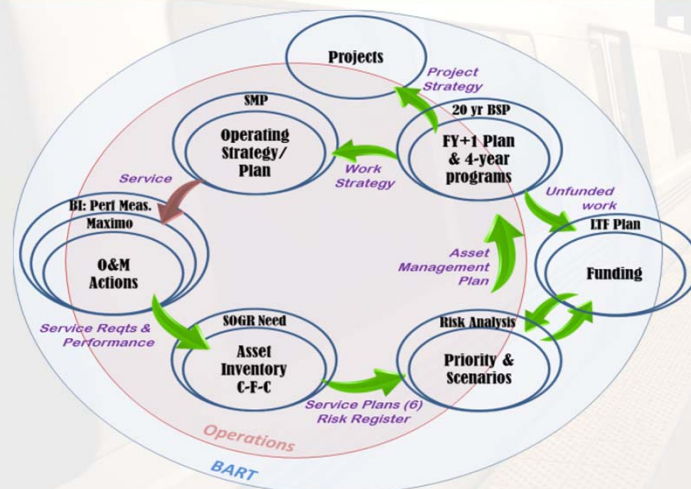 Projects
Project
Strategy
SMP
Operating
Strategy/
Plan
20 yr BSP
FY+1 Plan
& 4-year
programs
Service
Work
Strategy
Unfunded
work
BI: Perf Meas.
Maximo
O&M
Actions
LTF Plan
Funding
Asset
Management
Plan
Service Reqts &
Performance
SOGR Need
Asset
Inventory
C-F-C
Risk Analysis
Priority &
Scenarios
Service Plans (6)
Risk Register
Operations
BART